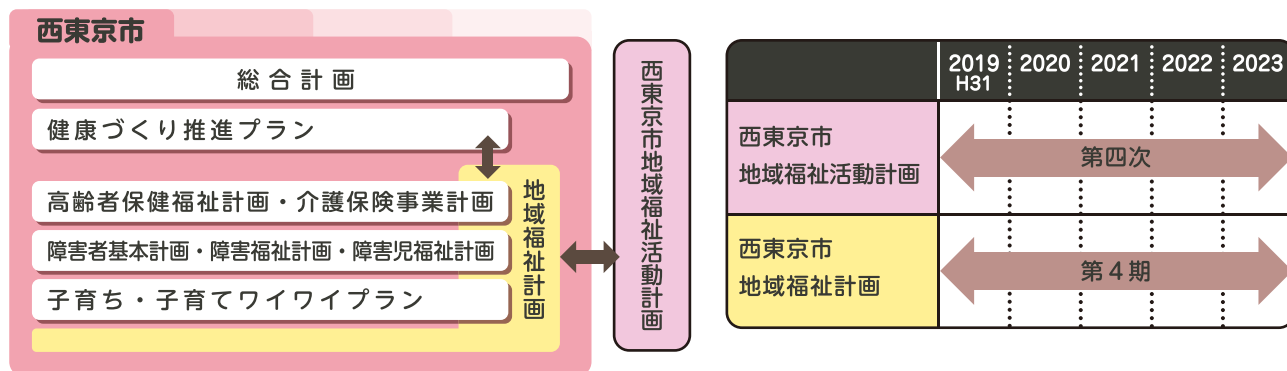 西東京市
総合計画
健康づくり推進プラン
高齢者保健福祉計画・介護保険事業計画
障害者基本計画・障害福祉計画・障害児福祉計画
子育ち・子育てワイワイプラン
地域福祉計画
西東京市地域福祉活動計画
2019 2020 2021 2022 2023
H31
西東京市
地域福祉活動計画
第四次
西東京市
地域福祉計画
第4期